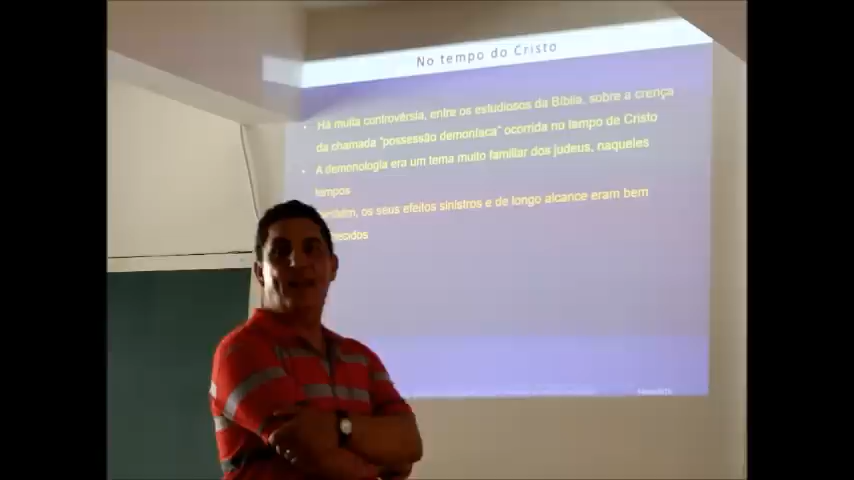 No tempo do Cristo
• Há muita controvérsia, entre os estudiosos da Bíblia, sobre a crença
da chamada "possessão demoníaca" ocorrida no tempo de Cristo
• A demonologia era um tema muito familiar dos judeus, naqueles
tempos
os seus efeitos sinistros e de longo alcance eram bem